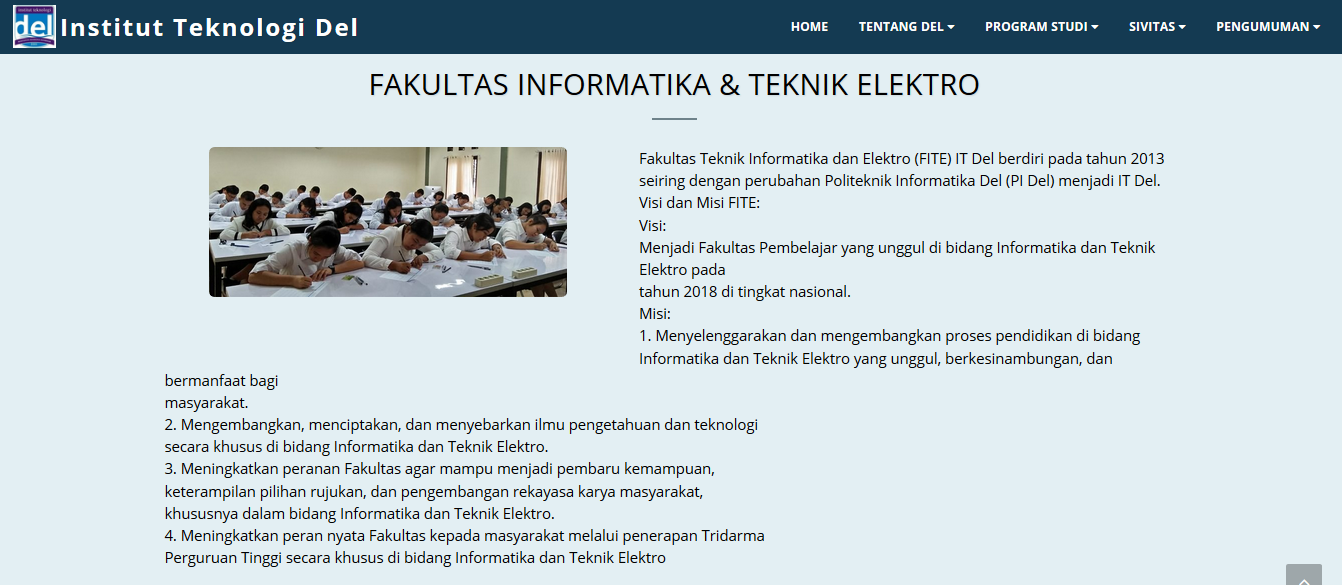 institut teknologi
del
Institut Teknologi Del
HOME
TENTANG DEL
PROGRAM STUDI
SIVITAS
PENGUMUMAN
FAKULTAS INFORMATIKA & TEKNIK ELEKTRO
Fakultas Teknik Informatika dan Elektro (FITE) IT Del berdiri pada tahun 2013
seiring dengan perubahan Politeknik Informatika Del (PI Del) menjadi IT Del.
Visi dan Misi FITE:
Visi:
Menjadi Fakultas Pembelajar yang unggul di bidang Informatika dan Teknik
Elektro pada
tahun 2018 di tingkat nasional.
Misi:
1. Menyelenggarakan dan mengembangkan proses pendidikan di bidang
Informatika dan Teknik Elektro yang unggul, berkesinambungan, dan
bermanfaat bagi
masyarakat.
2. Mengembangkan, menciptakan, dan menyebarkan ilmu pengetahuan dan teknologi
secara khusus di bidang Informatika dan Teknik Elektro.
3. Meningkatkan peranan Fakultas agar mampu menjadi pembaru kemampuan,
keterampilan pilihan rujukan, dan pengembangan rekayasa karya masyarakat,
khususnya dalam bidang Informatika dan Teknik Elektro.
4. Meningkatkan peran nyata Fakultas kepada masyarakat melalui penerapan Tridarma
Perguruan Tinggi secara khusus di bidang Informatika dan Teknik Elektro